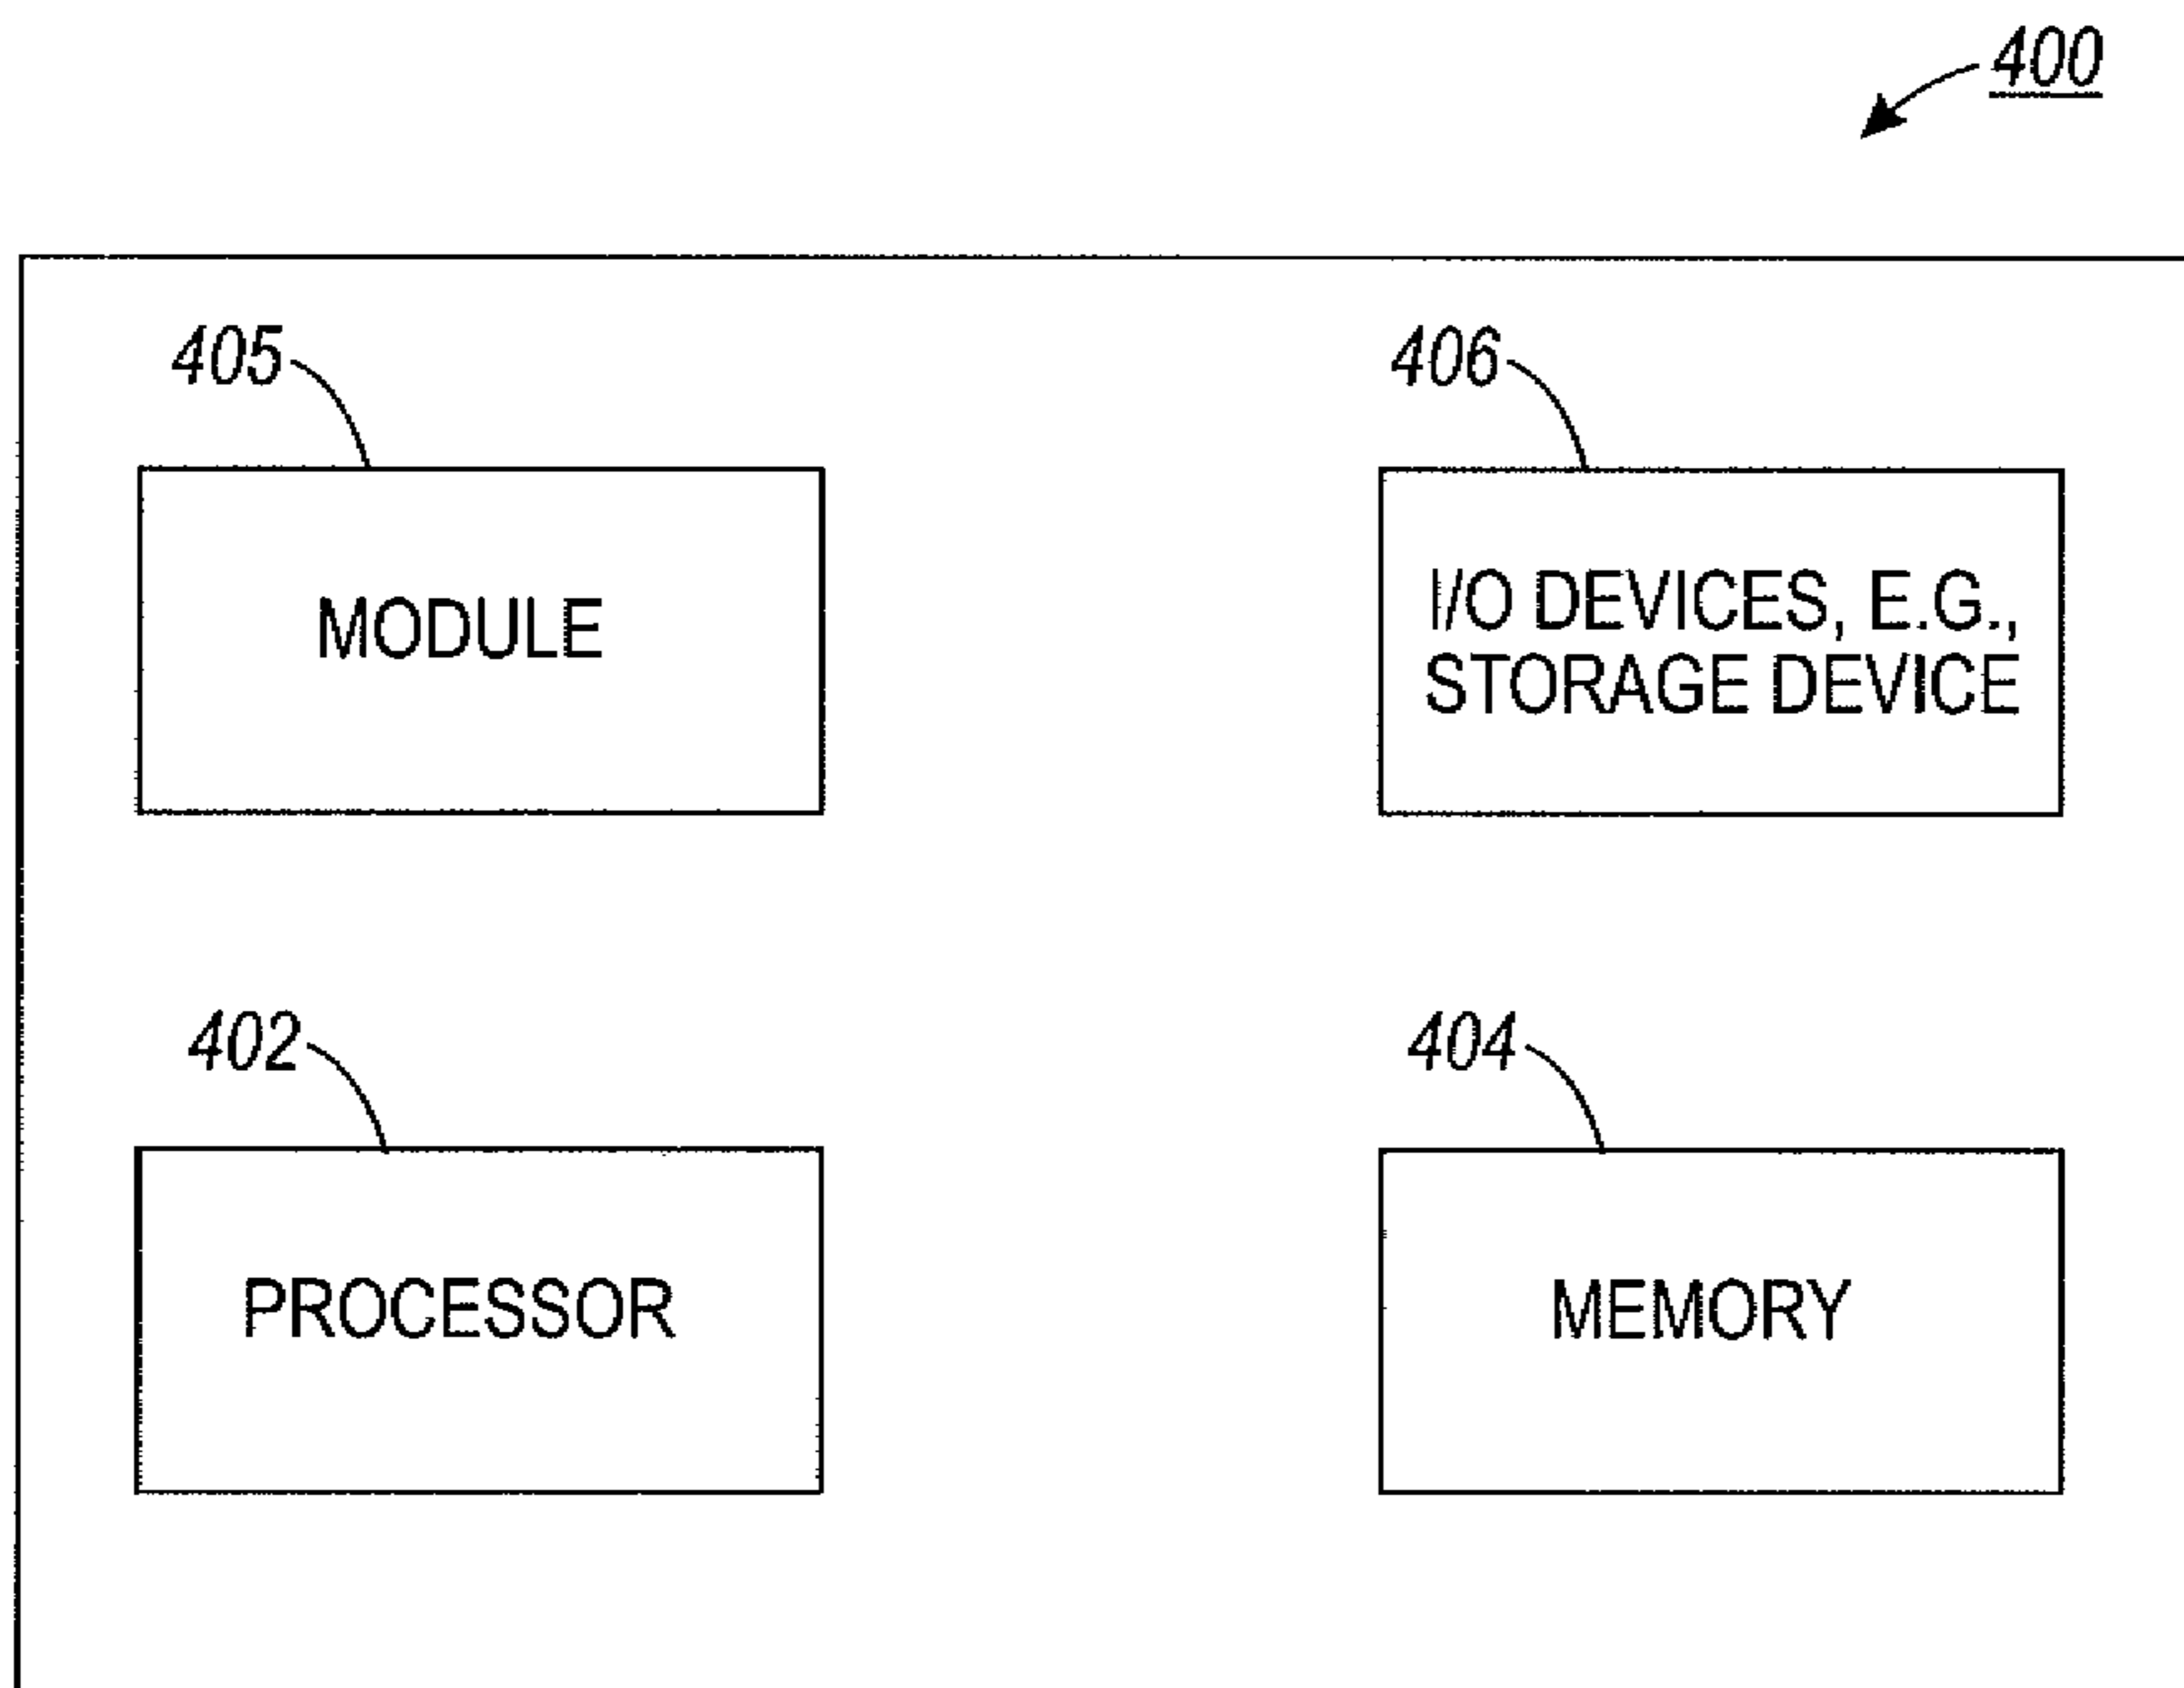 400
405
406
MODULE
I/O DEVICES, E.G.,
STORAGE DEVICE
402
404
PROCESSOR
MEMORY